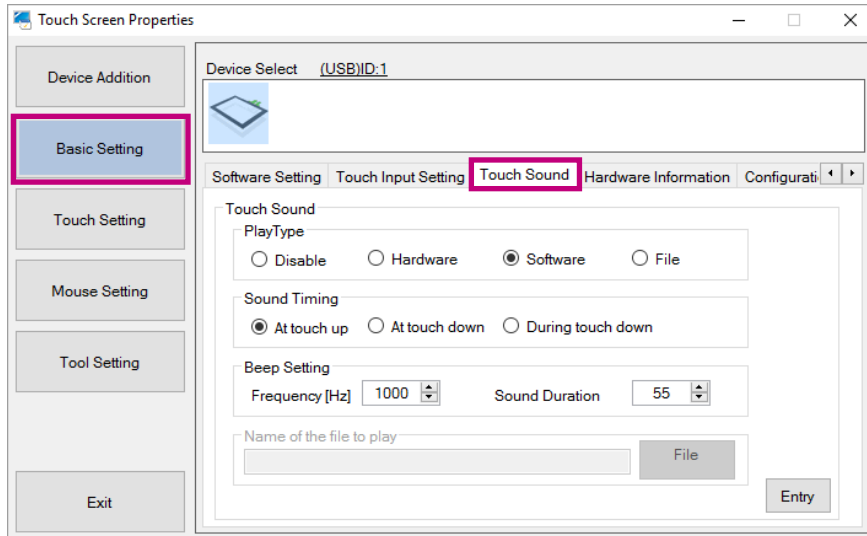 Touch Screen Properties
Device Addition
Basic Setting
Touch Setting
Mouse Setting
Tool Setting
Exit
Device Select (USB)ID:1
Software Setting Touch Input Setting Touch Sound Hardware Information Configurati
Touch Sound
PlayType
Disable Hardware Software File
Sound Timing
At touch up At touch down During touch down
Beep Setting
Frequency [Hz] 1000 Sound Duration 55
Name of the file to play
File
Entry